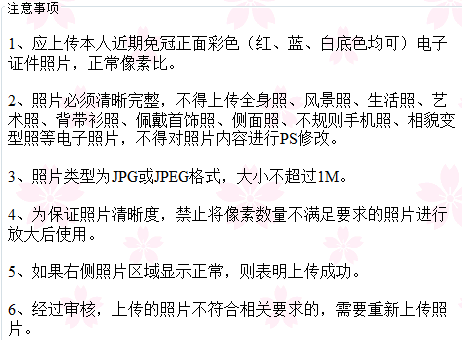 注意事项
1、应上传本人近期免冠正面彩色（红、蓝、白底色均可）电子
证件照片，正常像素比。
2、照片必须清晰完整，不得上传全身照、风景照、生活照、艺
术照、背带衫照、佩戴首饰照、侧面照、不规则手机照、相貌变
型照等电子照片，不得对照片内容进行PS修改。
3、照片类型为JPG或JPEG格式，大小不超过1M。
4、为保证照片清晰度，禁止将像素数量不满足要求的照片进行
放大后使用。
5、如果右侧照片区域显示正常，则表明上传成功。
6、经过审核，上传的照片不符合相关要求的，需要重新上传照
片。